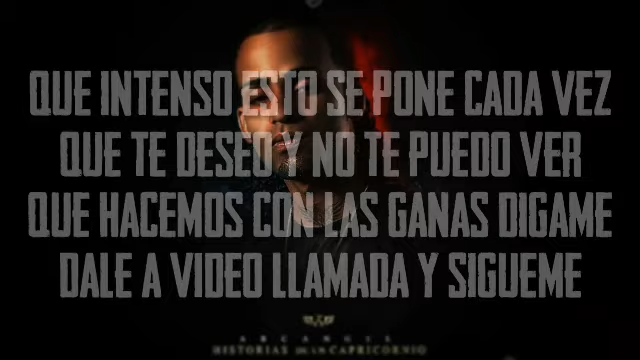 QUE INTENSO ESTO SE PONE CADA VEZ
QUE TE DESEO Y NO TE PUEDO VER
QUE HACEMOS CON LAS GANAS DIGAME
DALE A VIDEO LLAMADA Y SIGUEME
ARCANGEL
HISTORIAS DE UN CAPRICORNIO